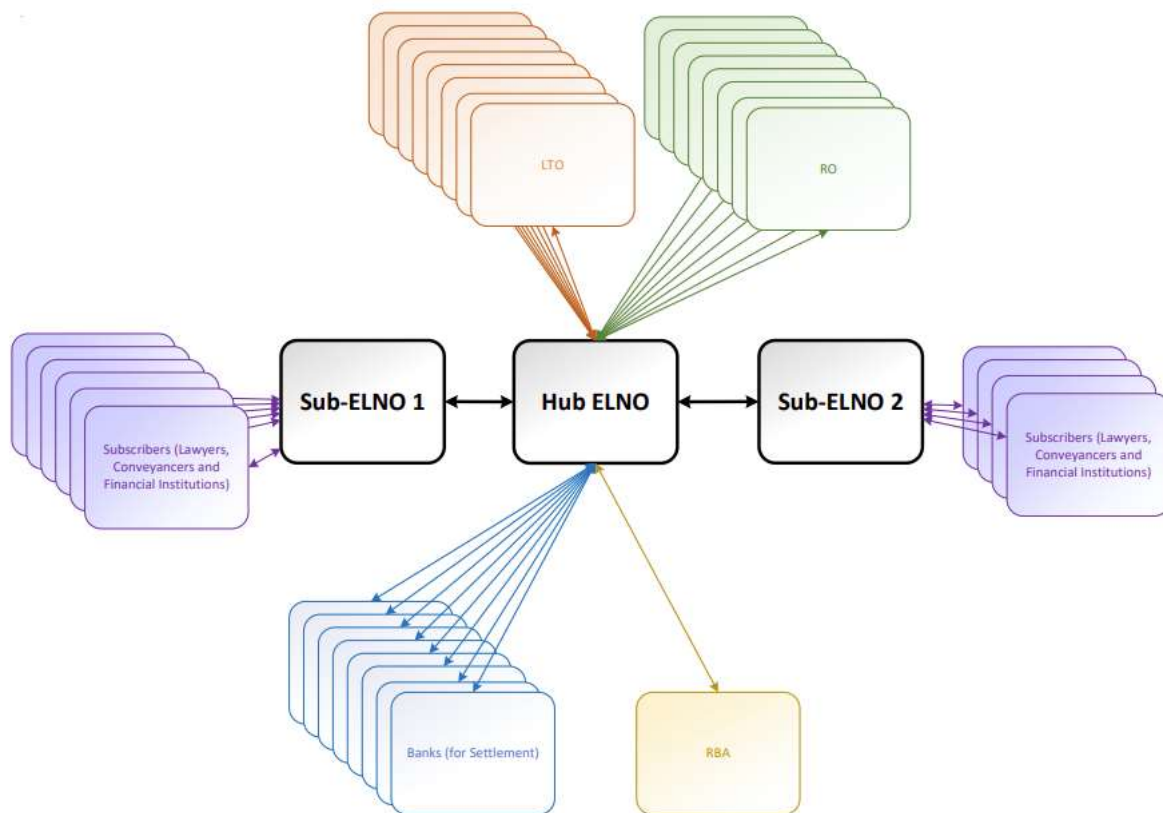 LTO
RO
Sub-ELNO 1
Hub ELNO
Sub-ELNO 2
Subscribers (Lawyers,
Conveyancers and
Financial Institutions)
Subscribers (Lawyers,
Conveyancers and
Financial Institutions)
Banks (for Settlement)
RBA